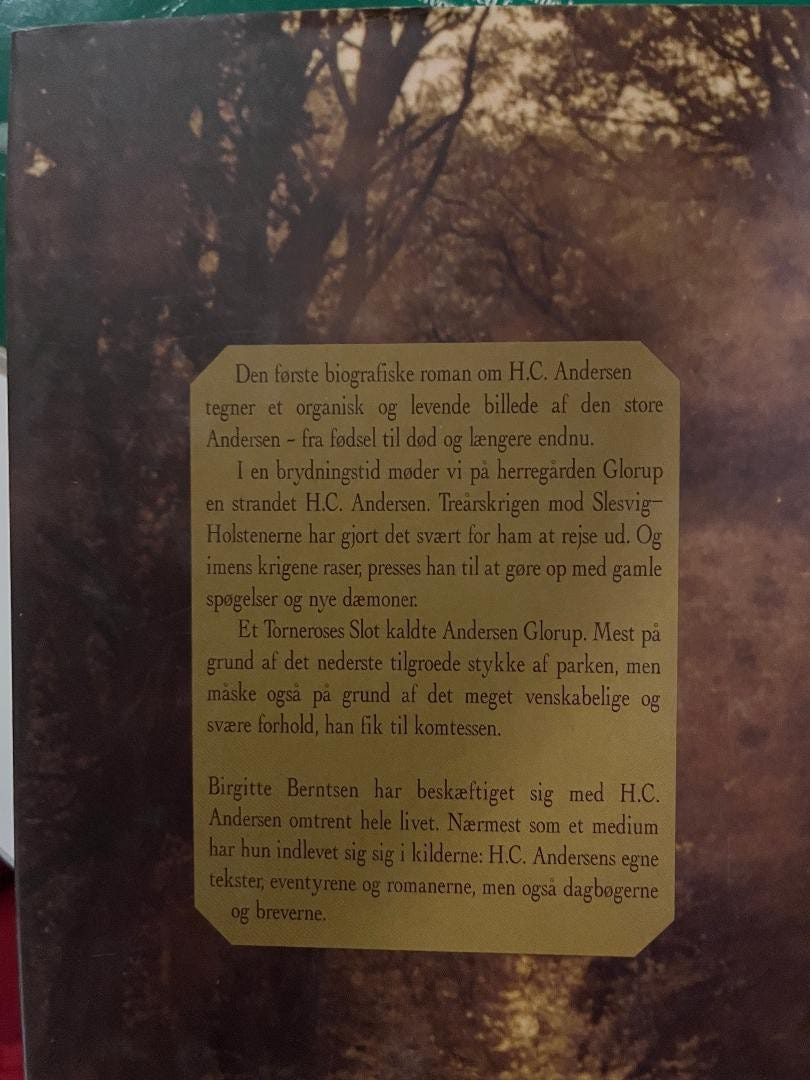 Den første biografiske roman om H.C. Andersen
tegner et organisk og levende billede af den store
Andersen – fra fødsel til død og længere endnu.
I en brydningstid møder vi på herregården Glorup
en strandet H.C. Andersen. Treårskrigen mod Slesvig–
Holstenerne har gjort det svært for ham at rejse ud. Og
imens krigene raser, presses han til at gøre op med gamle
spøgelser og nye dæmoner.
Et Torneroses Slot kaldte Andersen Glorup. Mest på
grund af det nederste tilgroede stykke af parken, men
måske også på grund af det meget venskabelige og
svære forhold, han fik til komtessen.
Birgitte Berntsen har beskæftiget sig med H.C.
Andersen omtrent hele livet. Nærmest som et medium
har hun indlevet sig sig i kilderne: H.C. Andersens egne
tekster, eventyrene og romanerne, men også dagbøgerne
og breverne.